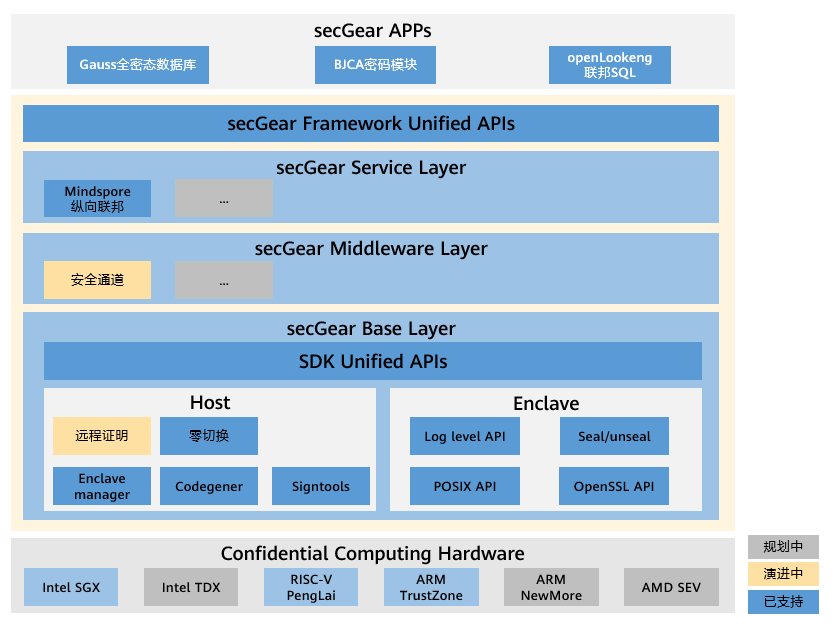 secGear APPs
Gauss全密态数据库
BJCA密码模块
openLookeng
联邦SQL
secGear Framework Unified APIs
secGear Service Layer
Mindspore
纵向联邦
...
secGear Middleware Layer
安全通道
...
secGear Base Layer
SDK Unified APIs
Host
远程证明
零切换
Enclave
manager
Codegener
Signtools
Enclave
Log level API
Seal/unseal
POSIX API
OpenSSL API
Confidential Computing Hardware
Intel SGX
Intel TDX
RISC-V
PengLai
ARM
TrustZone
ARM
NewMore
AMD SEV
规划中
演进中
已支持